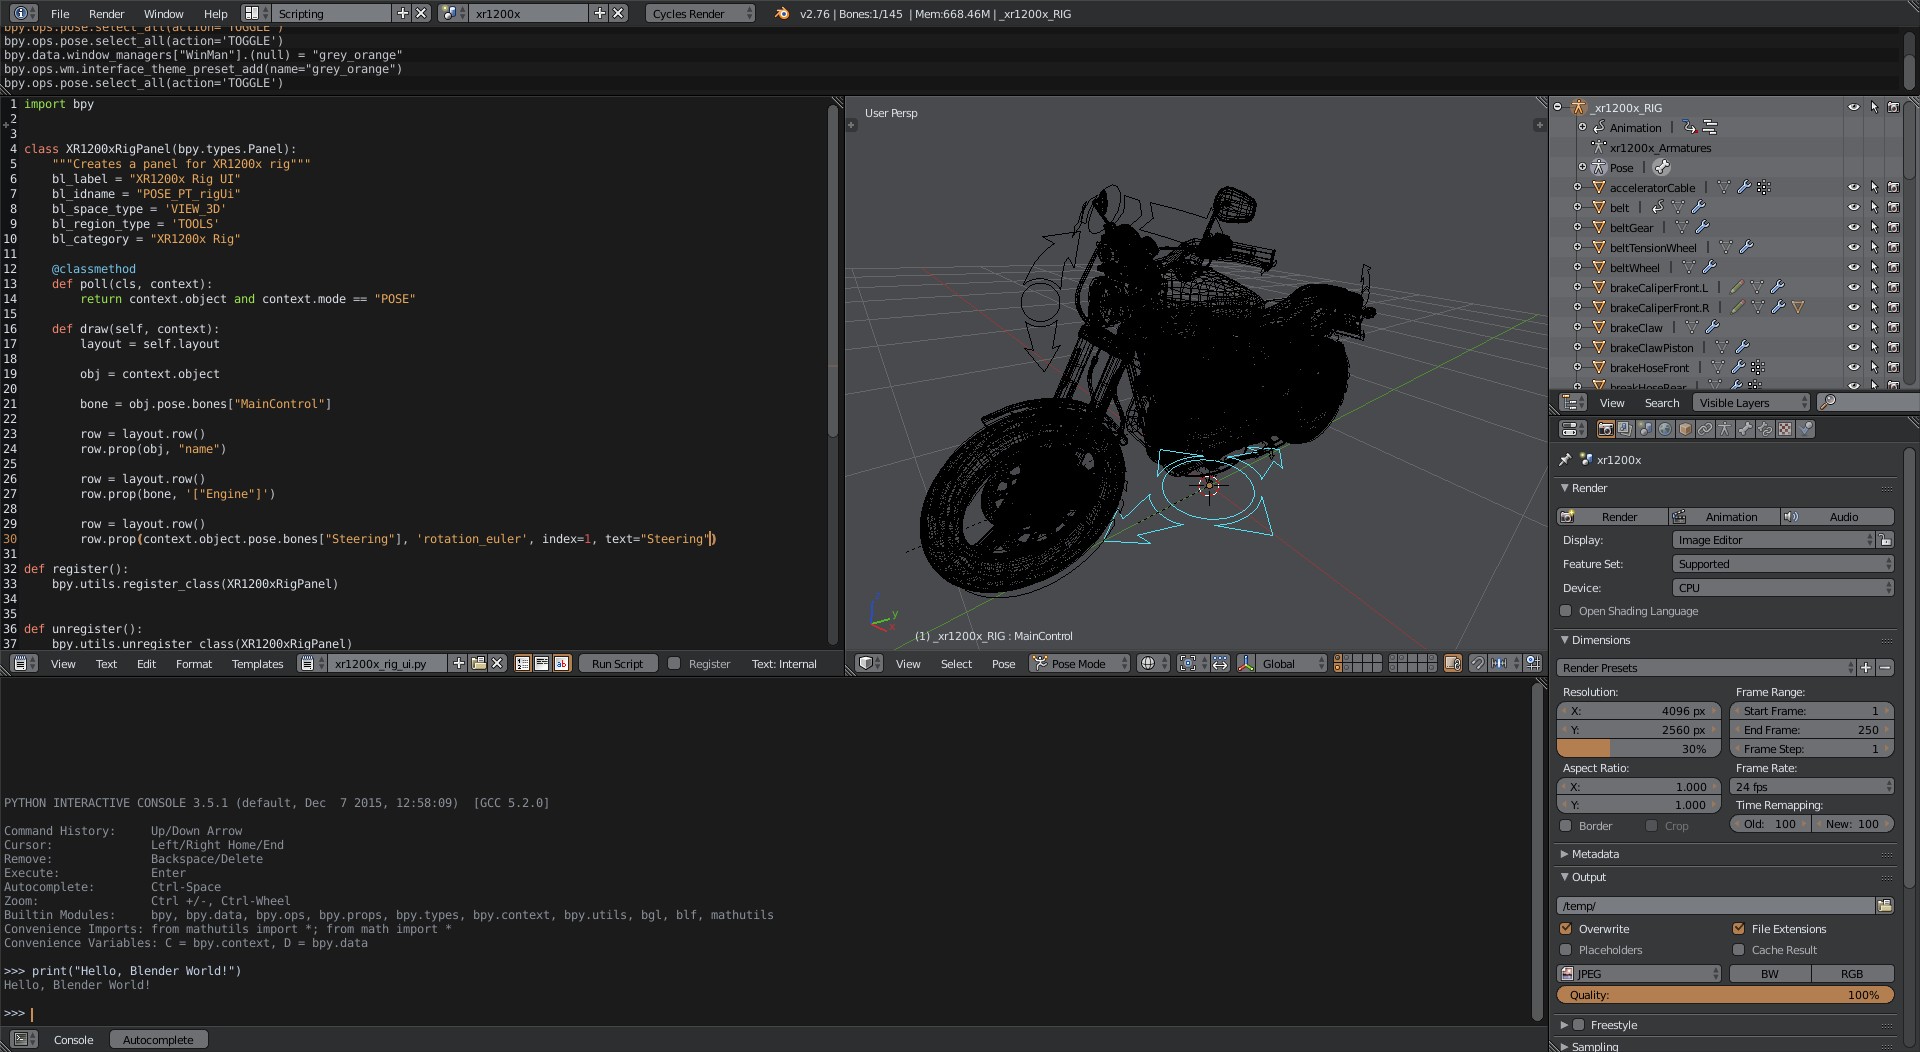 File Render Window Help Scripting xr1200x Cycles Render v2.76 | Bones:1/145 | Mem:668.46M | _xr1200x_RIG
bpy.ops.pose.select_all(action='TOGGLE')
bpy.ops.pose.select_all(action='TOGGLE')
bpy.data.window_managers["WinMan"].(null) = "grey_orange"
bpy.ops.wm.interface_theme_preset_add(name="grey_orange")
bpy.ops.pose.select_all(action='TOGGLE')
1 import bpy
2
3
4 class XR1200xRigPanel(bpy.types.Panel):
5     """Creates a panel for XR1200x rig"""
6     bl_label = "XR1200x Rig UI"
7     bl_idname = "POSE_PT_rigUi"
8     bl_space_type = 'VIEW_3D'
9     bl_region_type = 'TOOLS'
10     bl_category = "XR1200x Rig"
11
12     @classmethod
13     def poll(cls, context):
14         return context.object and context.mode == "POSE"
15
16     def draw(self, context):
17         layout = self.layout
18
19         obj = context.object
20
21         bone = obj.pose.bones["MainControl"]
22
23         row = layout.row()
24         row.prop(obj, "name")
25
26         row = layout.row()
27         row.prop(bone, '["Engine"]')
28
29         row = layout.row()
30         row.prop(context.object.pose.bones["Steering"], 'rotation_euler', index=1, text="Steering")
31
32 def register():
33     bpy.utils.register_class(XR1200xRigPanel)
34
35
36 def unregister():
37     bpy.utils.unregister_class(XR1200xRigPanel)
View Text Edit Format Templates xr1200x_rig_ui.py Run Script Register Text: Internal
User Persp
z
y
x
(1) _xr1200x_RIG : MainControl
View Select Pose Pose Mode Global
_xr1200x_RIG
Animation
xr1200x_Armatures
Pose
acceleratorCable
belt
beltGear
beltTensionWheel
beltWheel
brakeCaliperFront.L
brakeCaliperFront.R
brakeClaw
brakeClawPiston
brakeHoseFront
breakHoseRear
View Search Visible Layers
xr1200x
Render
Render Animation Audio
Display: Image Editor
Feature Set: Supported
Device: CPU
Open Shading Language
Dimensions
Render Presets
Resolution: Frame Range:
X: 4096 px Start Frame: 1
Y: 2560 px End Frame: 250
30% Frame Step: 1
Aspect Ratio: Frame Rate:
X: 1.000 24 fps
Y: 1.000 Time Remapping:
Border Crop Old: 100 New: 100
Metadata
Output
/temp/
Overwrite File Extensions
Placeholders Cache Result
JPEG BW RGB
Quality: 100%
Freestyle
Sampling
PYTHON INTERACTIVE CONSOLE 3.5.1 (default, Dec  7 2015, 12:58:09)  [GCC 5.2.0]
Command History:     Up/Down Arrow
Cursor:              Left/Right Home/End
Remove:              Backspace/Delete
Execute:             Enter
Autocomplete:        Ctrl-Space
Zoom:                Ctrl +/-, Ctrl-Wheel
Builtin Modules:     bpy, bpy.data, bpy.ops, bpy.props, bpy.types, bpy.context, bpy.utils, bgl, blf, mathutils
Convenience Imports: from mathutils import *; from math import *
Convenience Variables: C = bpy.context, D = bpy.data
>>> print("Hello, Blender World!")
Hello, Blender World!
>>>
Console Autocomplete